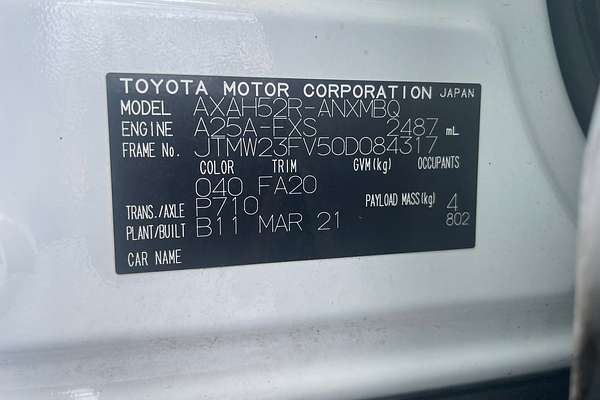 TOYOTA MOTOR CORPORATION JAPAN
MODEL AXAH52R-ANXMBQ
ENGINE A25A-FXS 2487 mL
FRAME NO. JTMW23FV50D084317
COLOR TRIM GVM(kg) OCCUPANTS
040 FA20
TRANS./AXLE P710 PAYLOAD MASS(kg) 4
PLANT/BUILT B11 MAR 21 802
CAR NAME